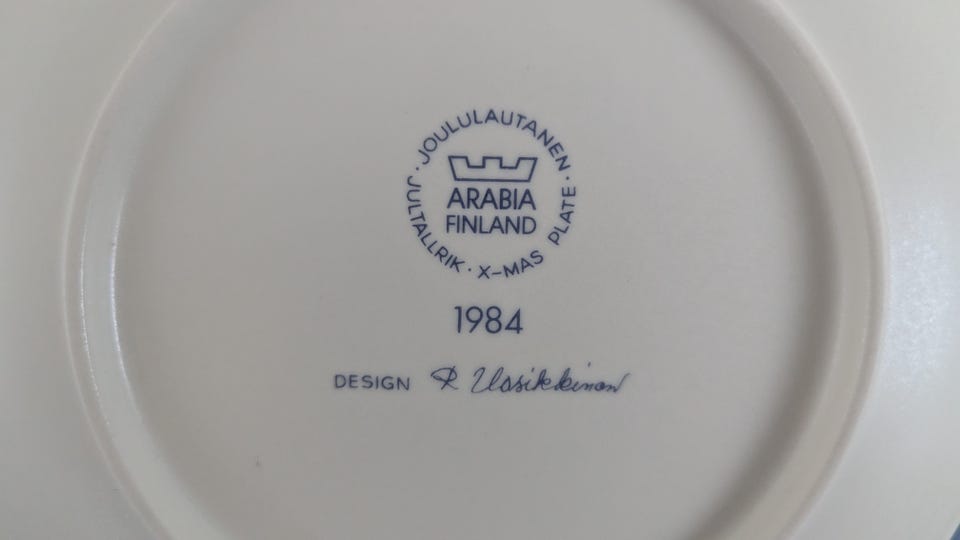 JOULULAUTANEN · X-MAS PLATE · JULTALLRIK ·
ARABIA
FINLAND
1984
DESIGN R Uosikkinen